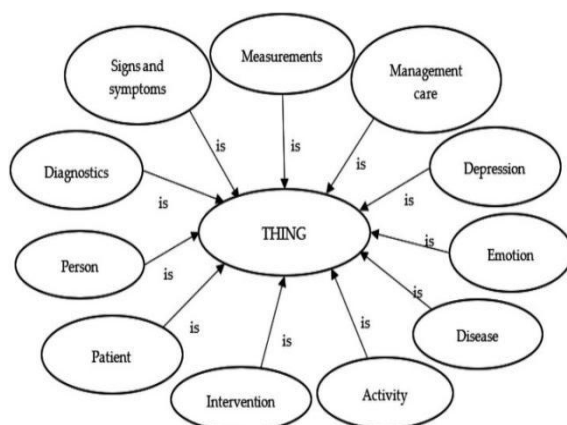 Measurements
Signs and
symptoms
Management
care
is
is
is
Diagnostics
Depression
is
is
THING
Person
is
is
Emotion
is
Disease
Patient
is
is
is
Intervention
Activity